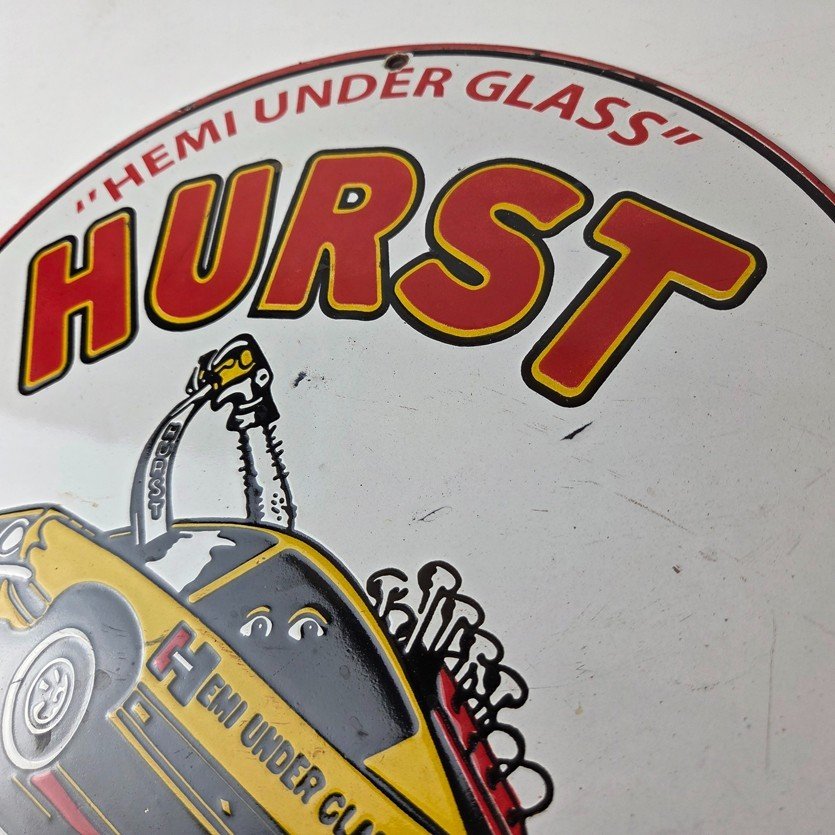 "HEMI UNDER GLASS"
HURST
HURST
HEMI UNDER GLA